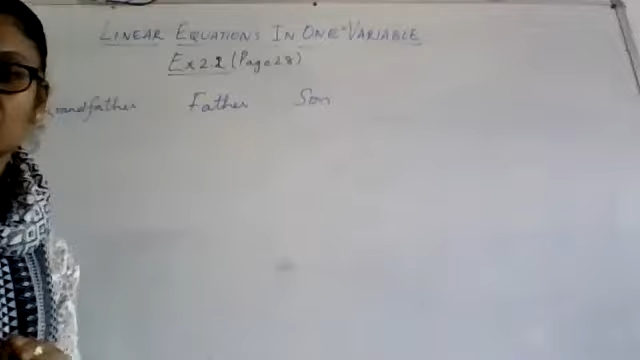 LINEAR EQUATIONS IN ONE VARIABLE
Ex 2.2 (Page 28)
Father Son